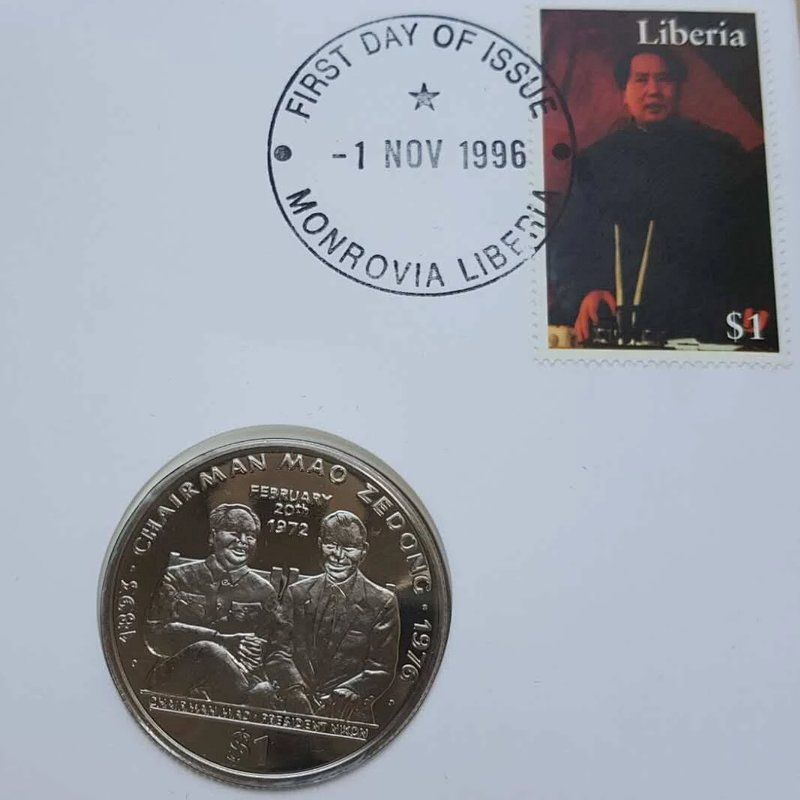 FIRST DAY OF ISSUE
-1 NOV 1996
MONROVIA LIBERIA
Liberia
$1
1893 · CHAIRMAN MAO ZEDONG · 1976
FEBRUARY
20th
1972
CHAIRMAN MAO · PRESIDENT NIXON
$1